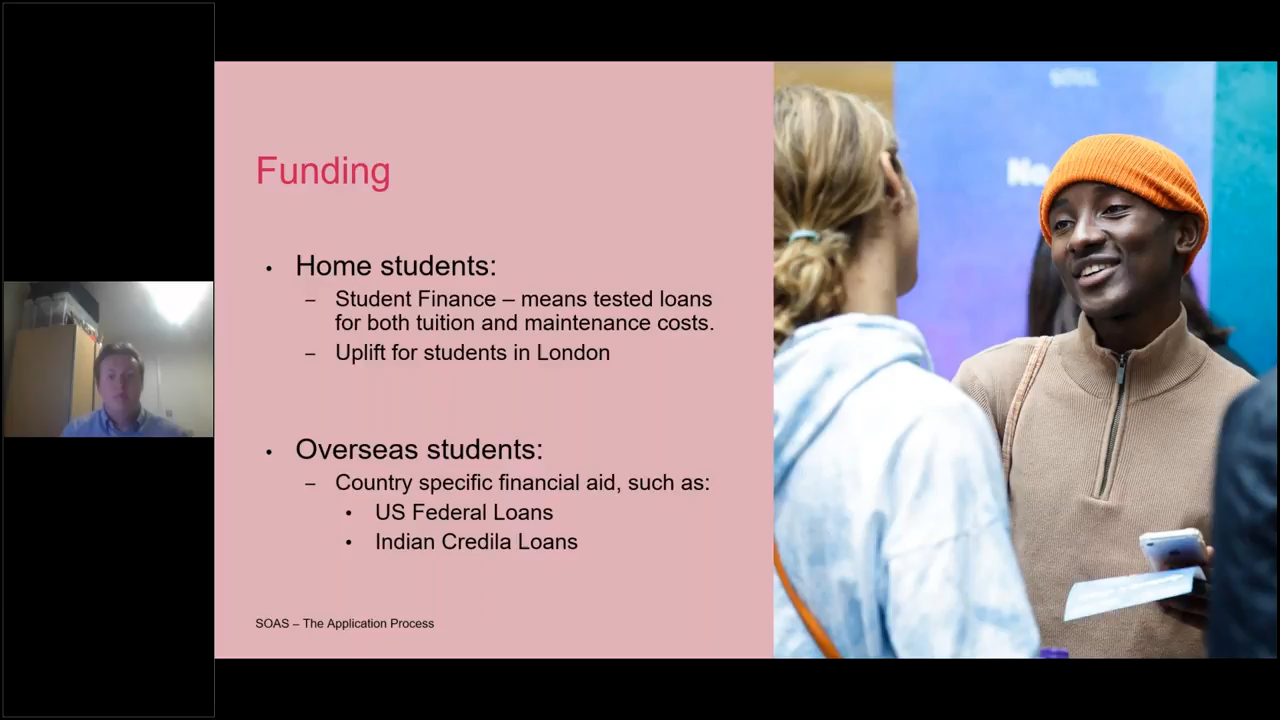 Funding
• Home students:
– Student Finance – means tested loans
for both tuition and maintenance costs.
– Uplift for students in London
• Overseas students:
– Country specific financial aid, such as:
• US Federal Loans
• Indian Credila Loans
SOAS – The Application Process